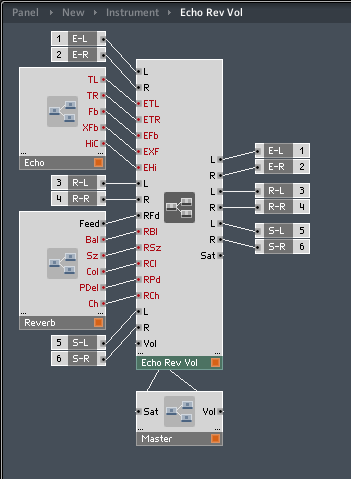 Panel > New > Instrument > Echo Rev Vol
1 E-L
2 E-R
TL
TR
Fb
XFb
HiC
...
Echo
3 R-L
4 R-R
Feed
Bal
Sz
Col
PDel
Ch
...
Reverb
5 S-L
6 S-R
L
R
ETL
ETR
EFb
EXF
EHi
L
R
RFd
RBl
RSz
RCl
RPd
RCh
L
R
Vol
L
R
L
R
L
R
Sat
... ...
Echo Rev Vol
E-L 1
E-R 2
R-L 3
R-R 4
S-L 5
S-R 6
Sat Vol
... ...
Master